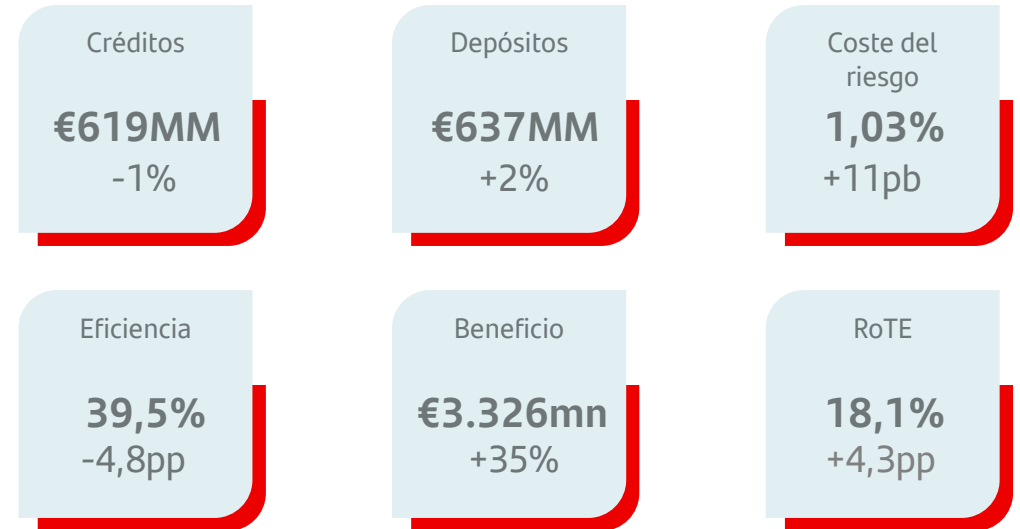 Créditos
€619MM
-1%
Depósitos
€637MM
+2%
Coste del
riesgo
1,03%
+11pb
Eficiencia
39,5%
-4,8pp
Beneficio
€3.326mn
+35%
RoTE
18,1%
+4,3pp